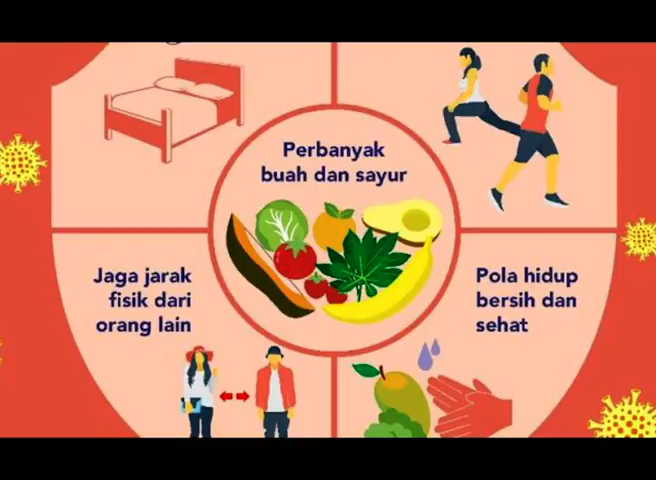 Perbanyak
buah dan sayur
Jaga jarak
fisik dari
orang lain
Pola hidup
bersih dan
sehat